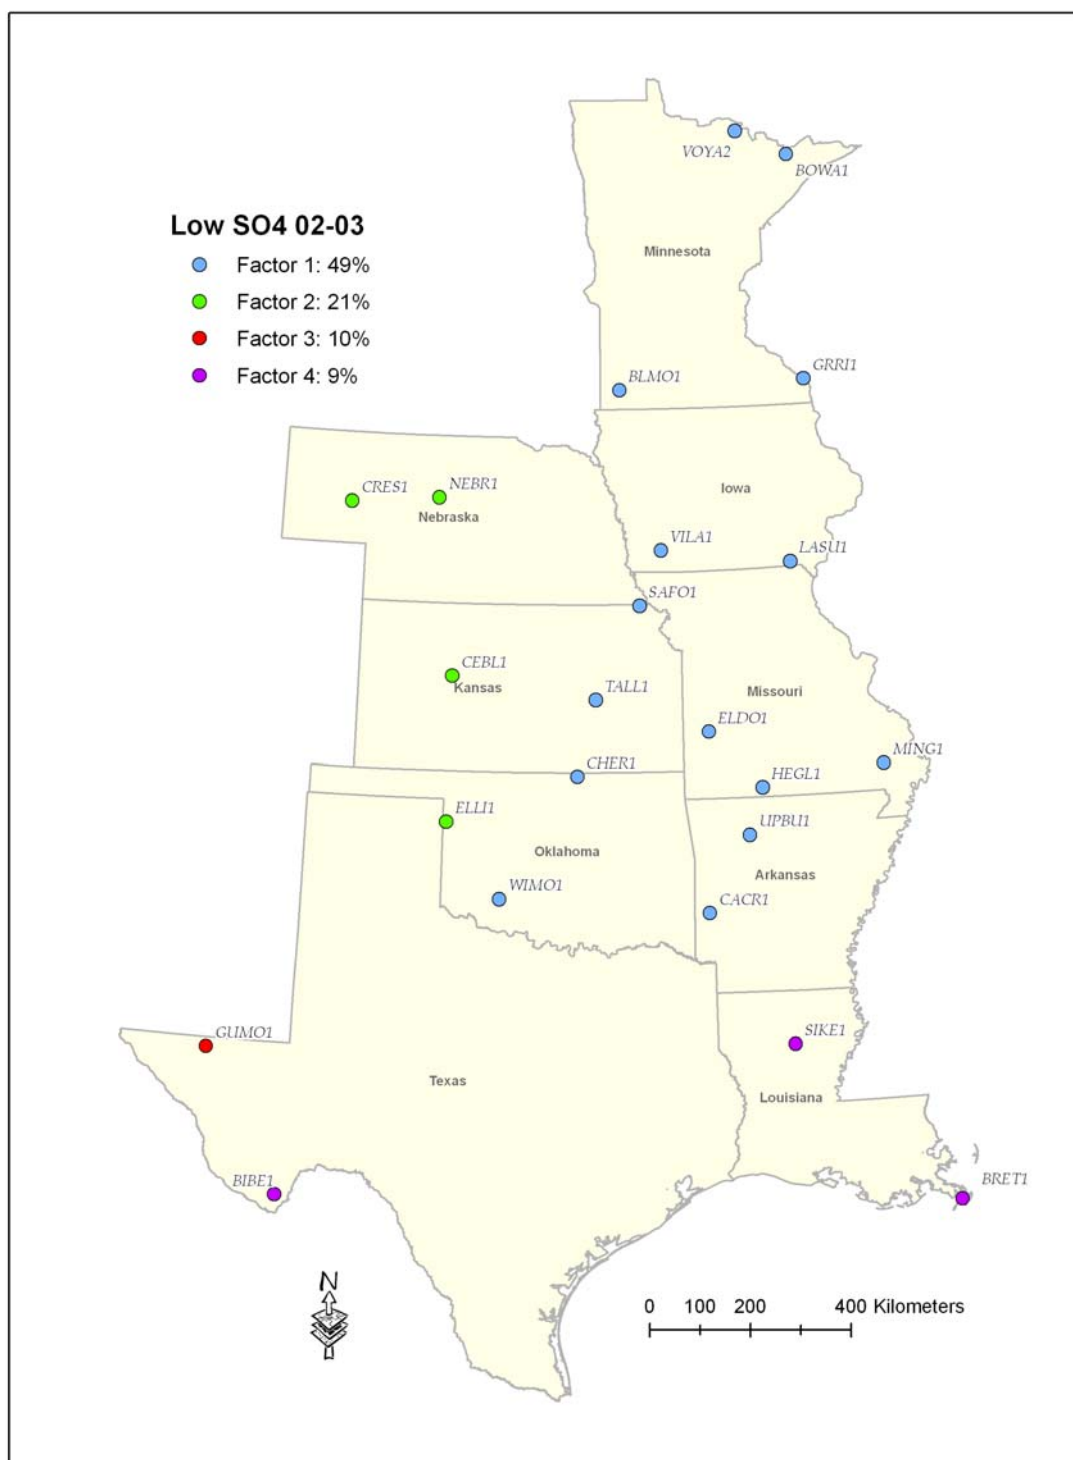 VOYA2
BOWA1
Low SO4 02-03
Factor 1: 49%
Minnesota
Factor 2: 21%
Factor 3: 10%
Factor 4: 9%
GRRI1
BLMO1
CRES1
NEBR1
Iowa
Nebraska
VILA1
LASU1
SAFO1
CEBL1
Kansas
TALL1
Missouri
ELDO1
MING1
CHER1
HEGL1
ELLI1
UPBU1
Oklahoma
WIMO1
Arkansas
CACR1
GUMO1
SIKE1
Texas
Louisiana
BIBE1
BRET1
N
0 100 200 400 Kilometers